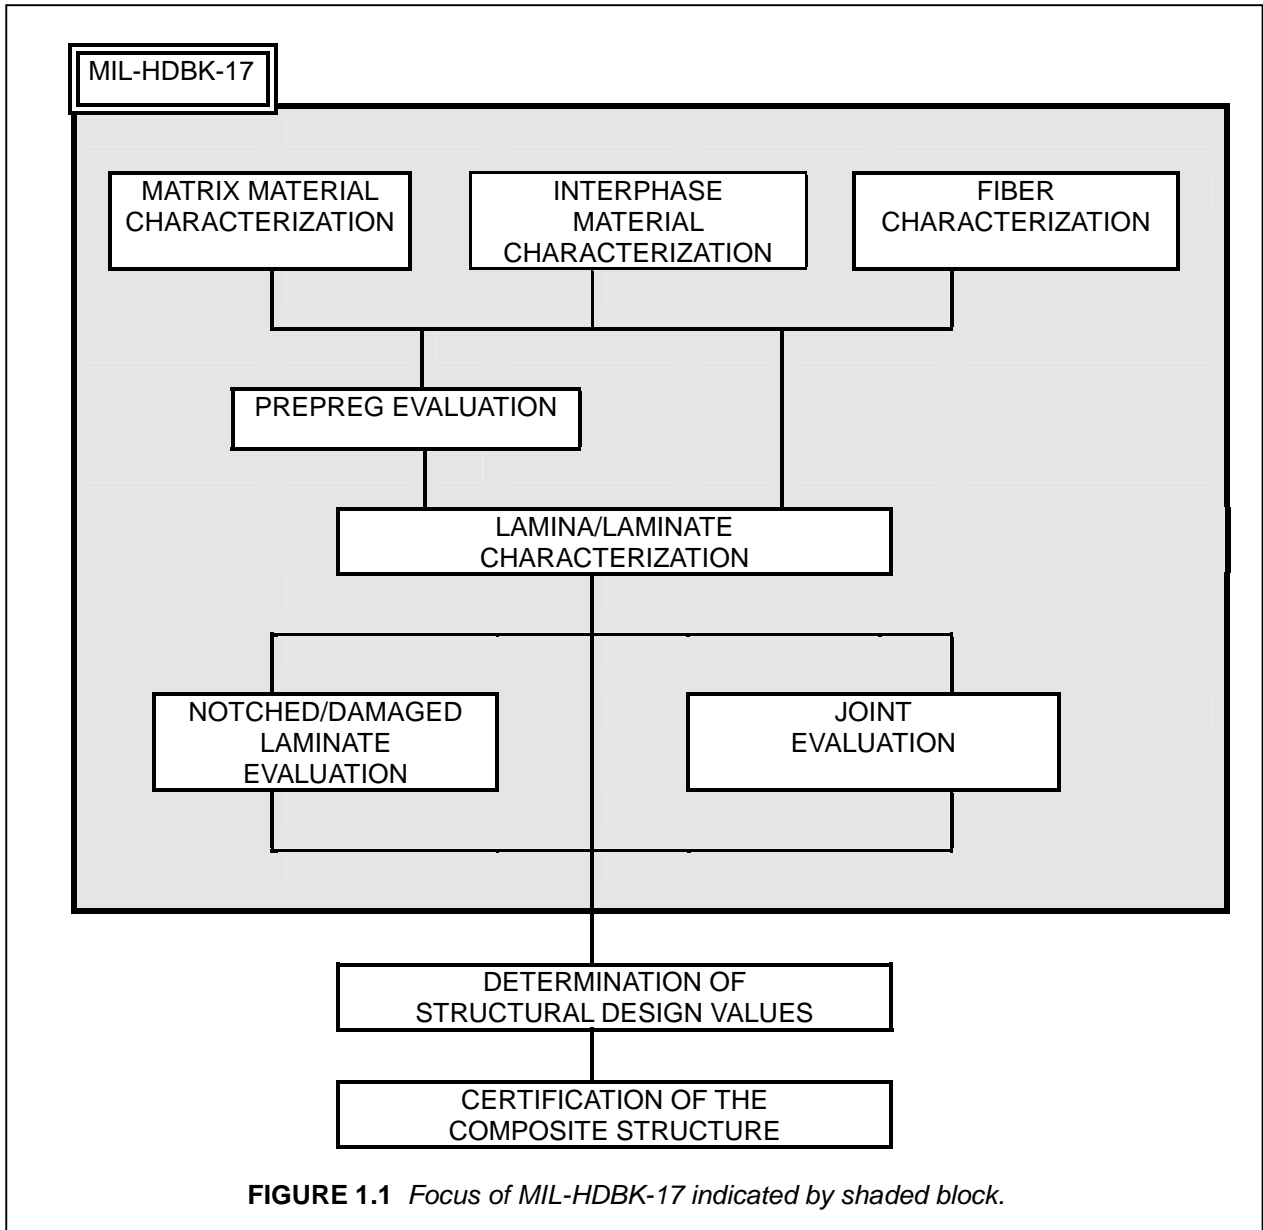 MIL-HDBK-17
MATRIX MATERIAL
CHARACTERIZATION
INTERPHASE
MATERIAL
CHARACTERIZATION
FIBER
CHARACTERIZATION
PREPREG EVALUATION
LAMINA/LAMINATE
CHARACTERIZATION
NOTCHED/DAMAGED
LAMINATE
EVALUATION
JOINT
EVALUATION
DETERMINATION OF
STRUCTURAL DESIGN VALUES
CERTIFICATION OF THE
COMPOSITE STRUCTURE
FIGURE 1.1 Focus of MIL-HDBK-17 indicated by shaded block.